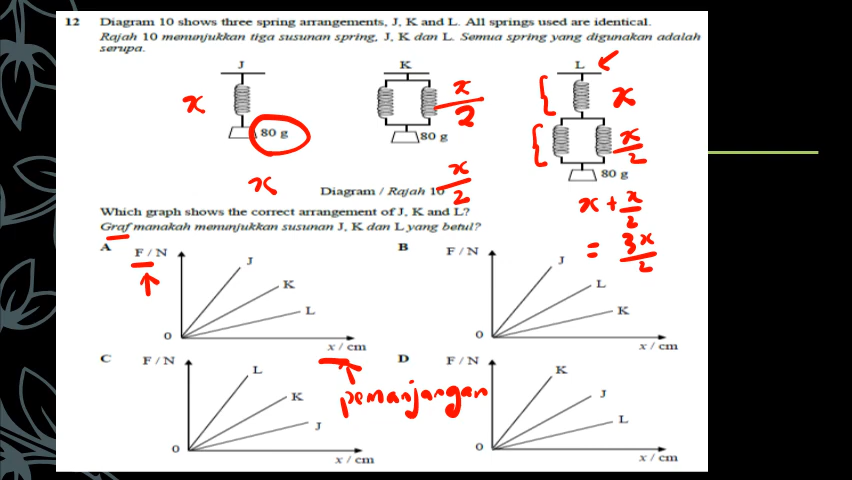 12 Diagram 10 shows three spring arrangements, J, K and L. All springs used are identical.
Rajah 10 menunjukkan tiga susunan spring, J, K dan L. Semua spring yang digunakan adalah
serupa.
J K L
x x/2 x
80 g 80 g x/2
80 g
x x/2
Diagram / Rajah 10
x + x/2
= 3x/2
Which graph shows the correct arrangement of J, K and L?
Graf manakah menunjukkan susunan J, K dan L yang betul?
A F / N J K L 0 x / cm
B F / N J L K 0 x / cm
C F / N L K J 0 x / cm
D F / N K J L 0 x / cm
pemanjangan